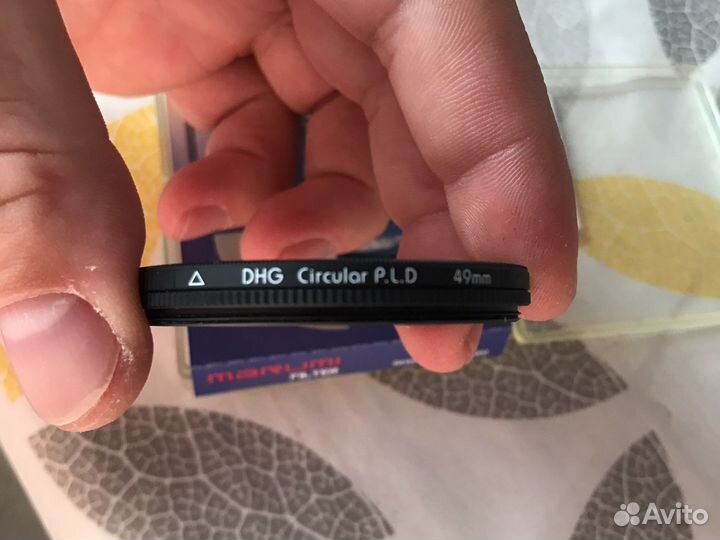 △ DHG Circular P.L.D 49mm
marumi
FILTER
Avito